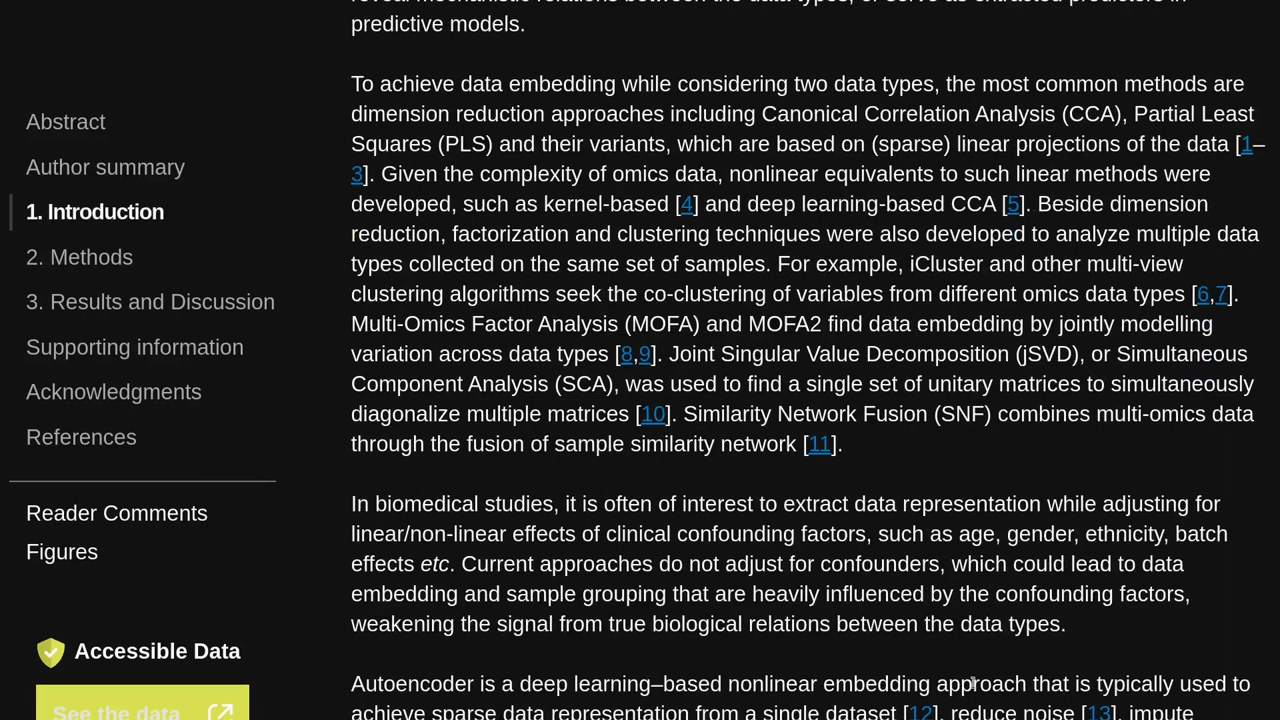 predictive models.
Abstract
Author summary
1. Introduction
2. Methods
3. Results and Discussion
Supporting information
Acknowledgments
References
Reader Comments
Figures
Accessible Data
See the data
To achieve data embedding while considering two data types, the most common methods are
dimension reduction approaches including Canonical Correlation Analysis (CCA), Partial Least
Squares (PLS) and their variants, which are based on (sparse) linear projections of the data [1–
3]. Given the complexity of omics data, nonlinear equivalents to such linear methods were
developed, such as kernel-based [4] and deep learning-based CCA [5]. Beside dimension
reduction, factorization and clustering techniques were also developed to analyze multiple data
types collected on the same set of samples. For example, iCluster and other multi-view
clustering algorithms seek the co-clustering of variables from different omics data types [6,7].
Multi-Omics Factor Analysis (MOFA) and MOFA2 find data embedding by jointly modelling
variation across data types [8,9]. Joint Singular Value Decomposition (jSVD), or Simultaneous
Component Analysis (SCA), was used to find a single set of unitary matrices to simultaneously
diagonalize multiple matrices [10]. Similarity Network Fusion (SNF) combines multi-omics data
through the fusion of sample similarity network [11].
In biomedical studies, it is often of interest to extract data representation while adjusting for
linear/non-linear effects of clinical confounding factors, such as age, gender, ethnicity, batch
effects etc. Current approaches do not adjust for confounders, which could lead to data
embedding and sample grouping that are heavily influenced by the confounding factors,
weakening the signal from true biological relations between the data types.
Autoencoder is a deep learning–based nonlinear embedding approach that is typically used to
achieve sparse data representation from a single dataset [12], reduce noise [13], impute